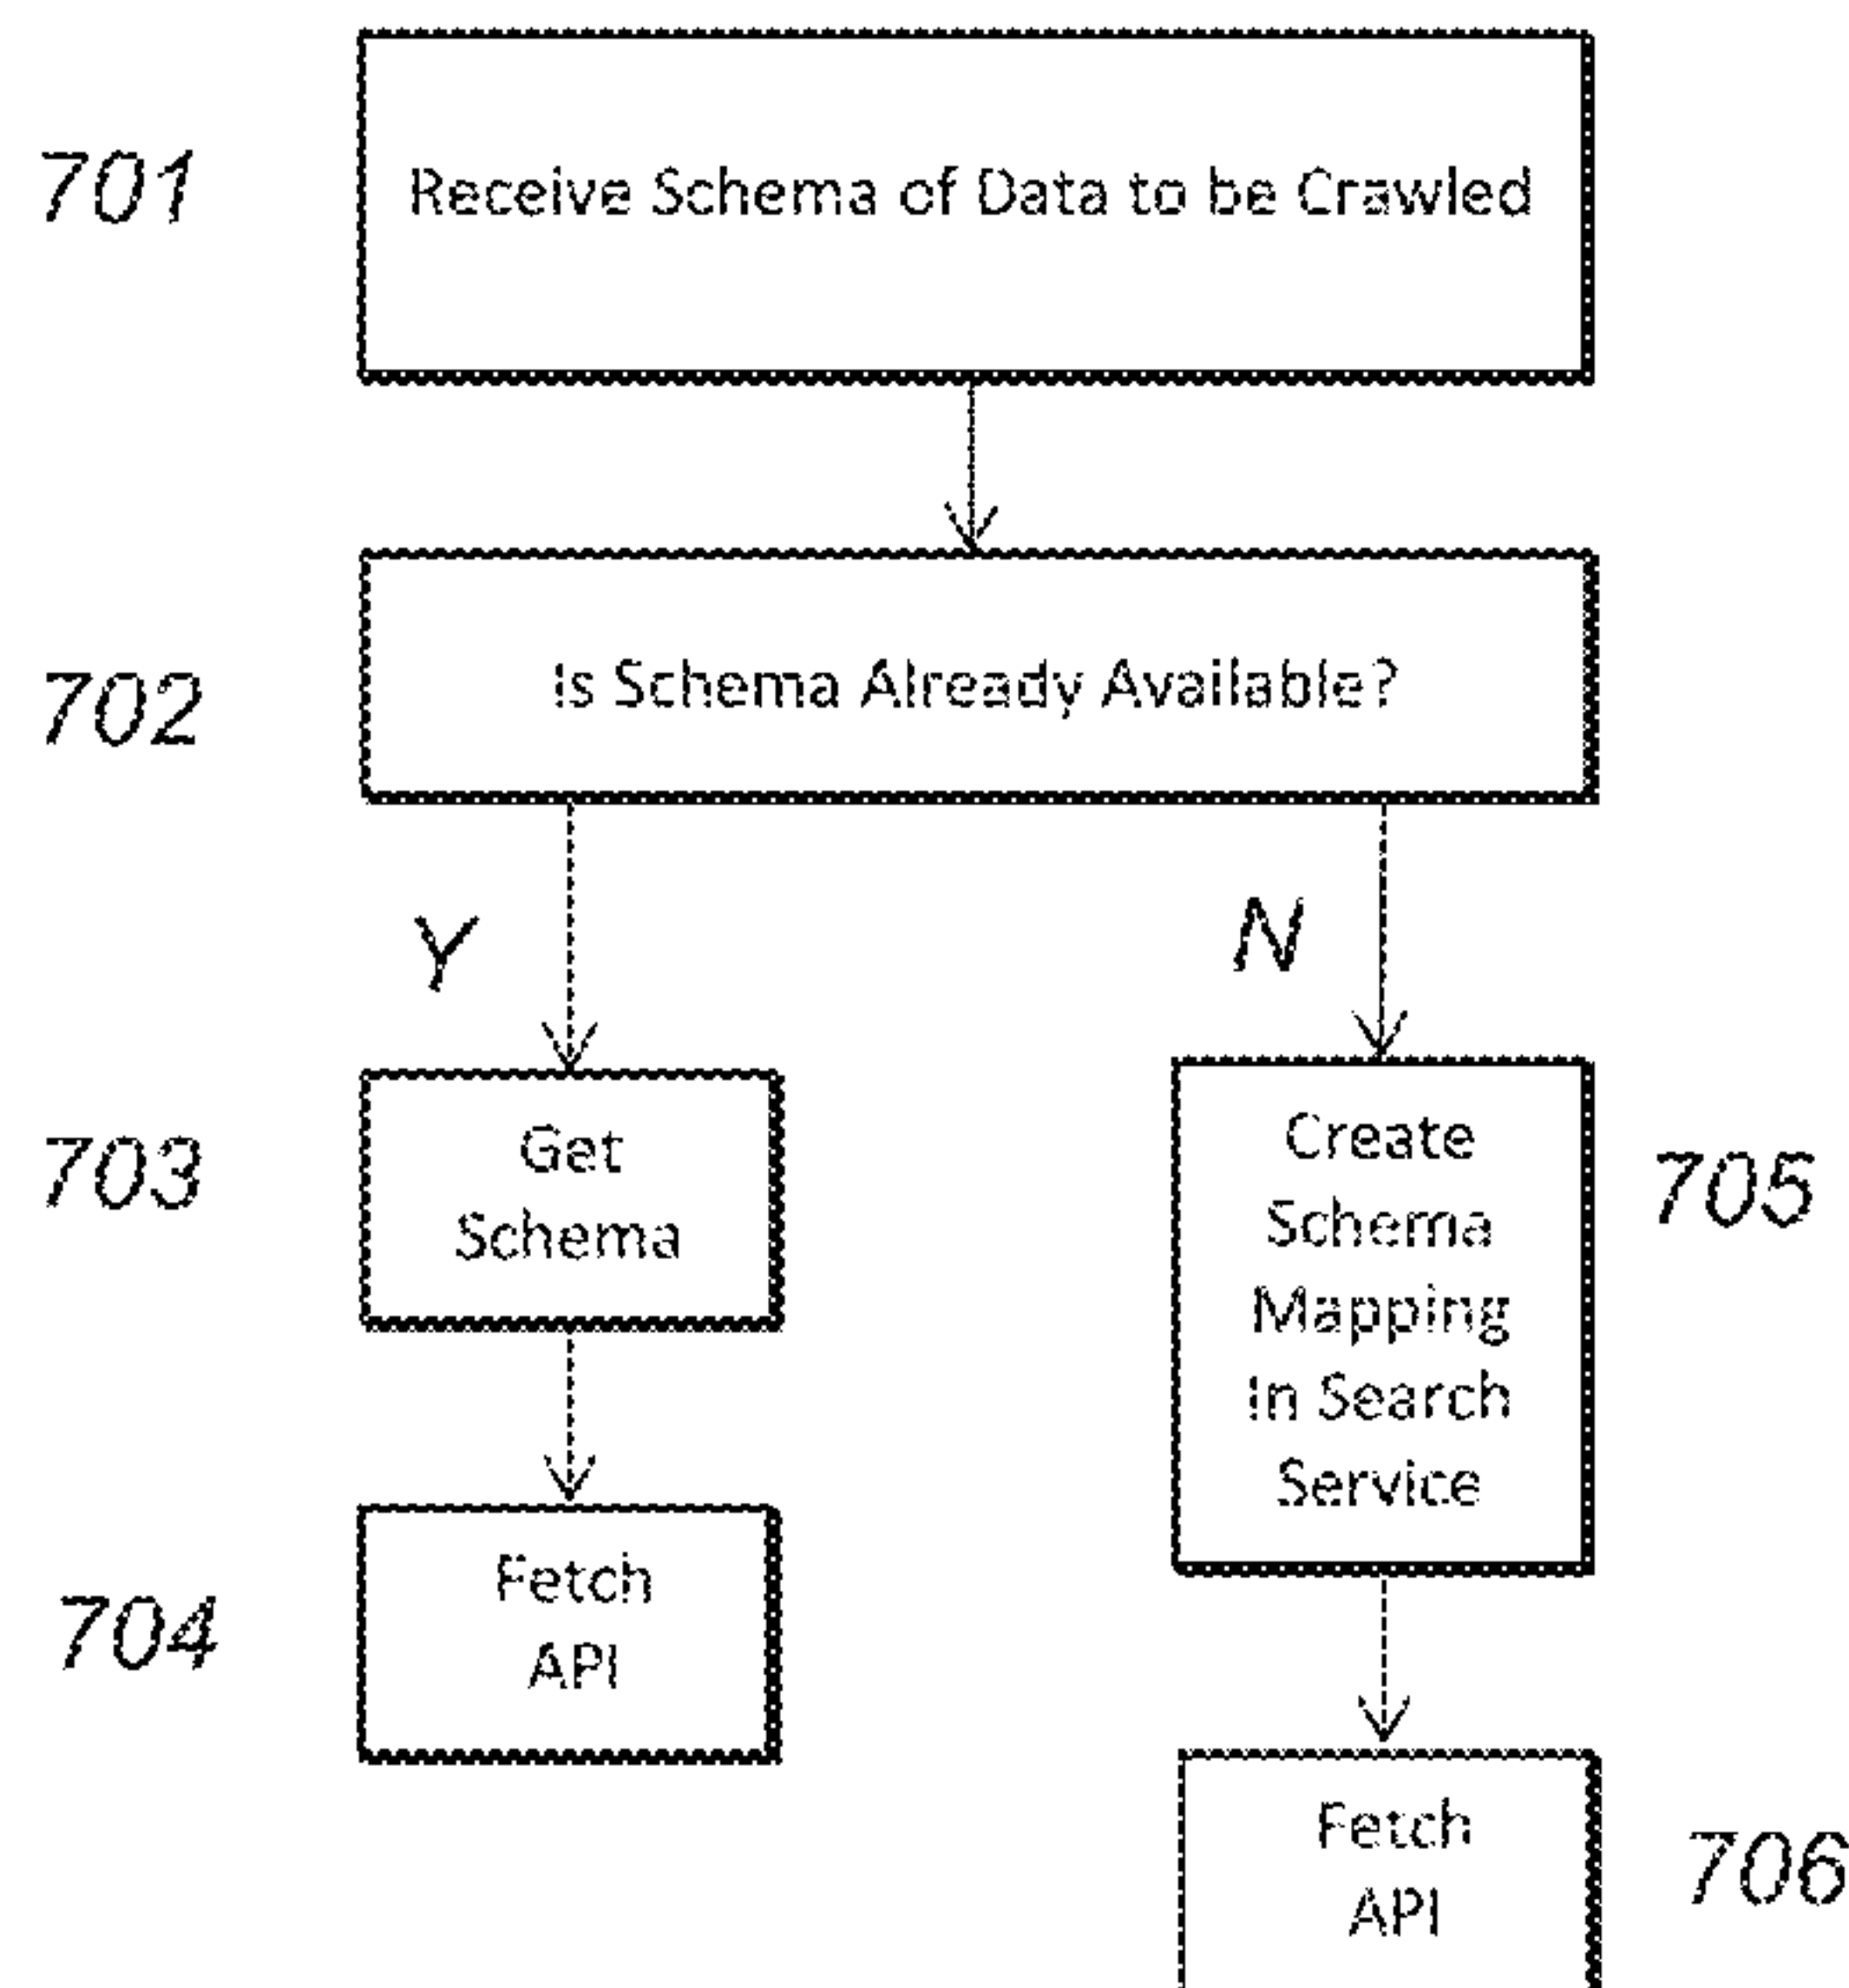 701
Receive Schema of Data to be Crawled
702
Is Schema Already Available?
Y
N
703
Get
Schema
Create
Schema
Mapping
In Search
Service
705
704
Fetch
API
Fetch
API
706